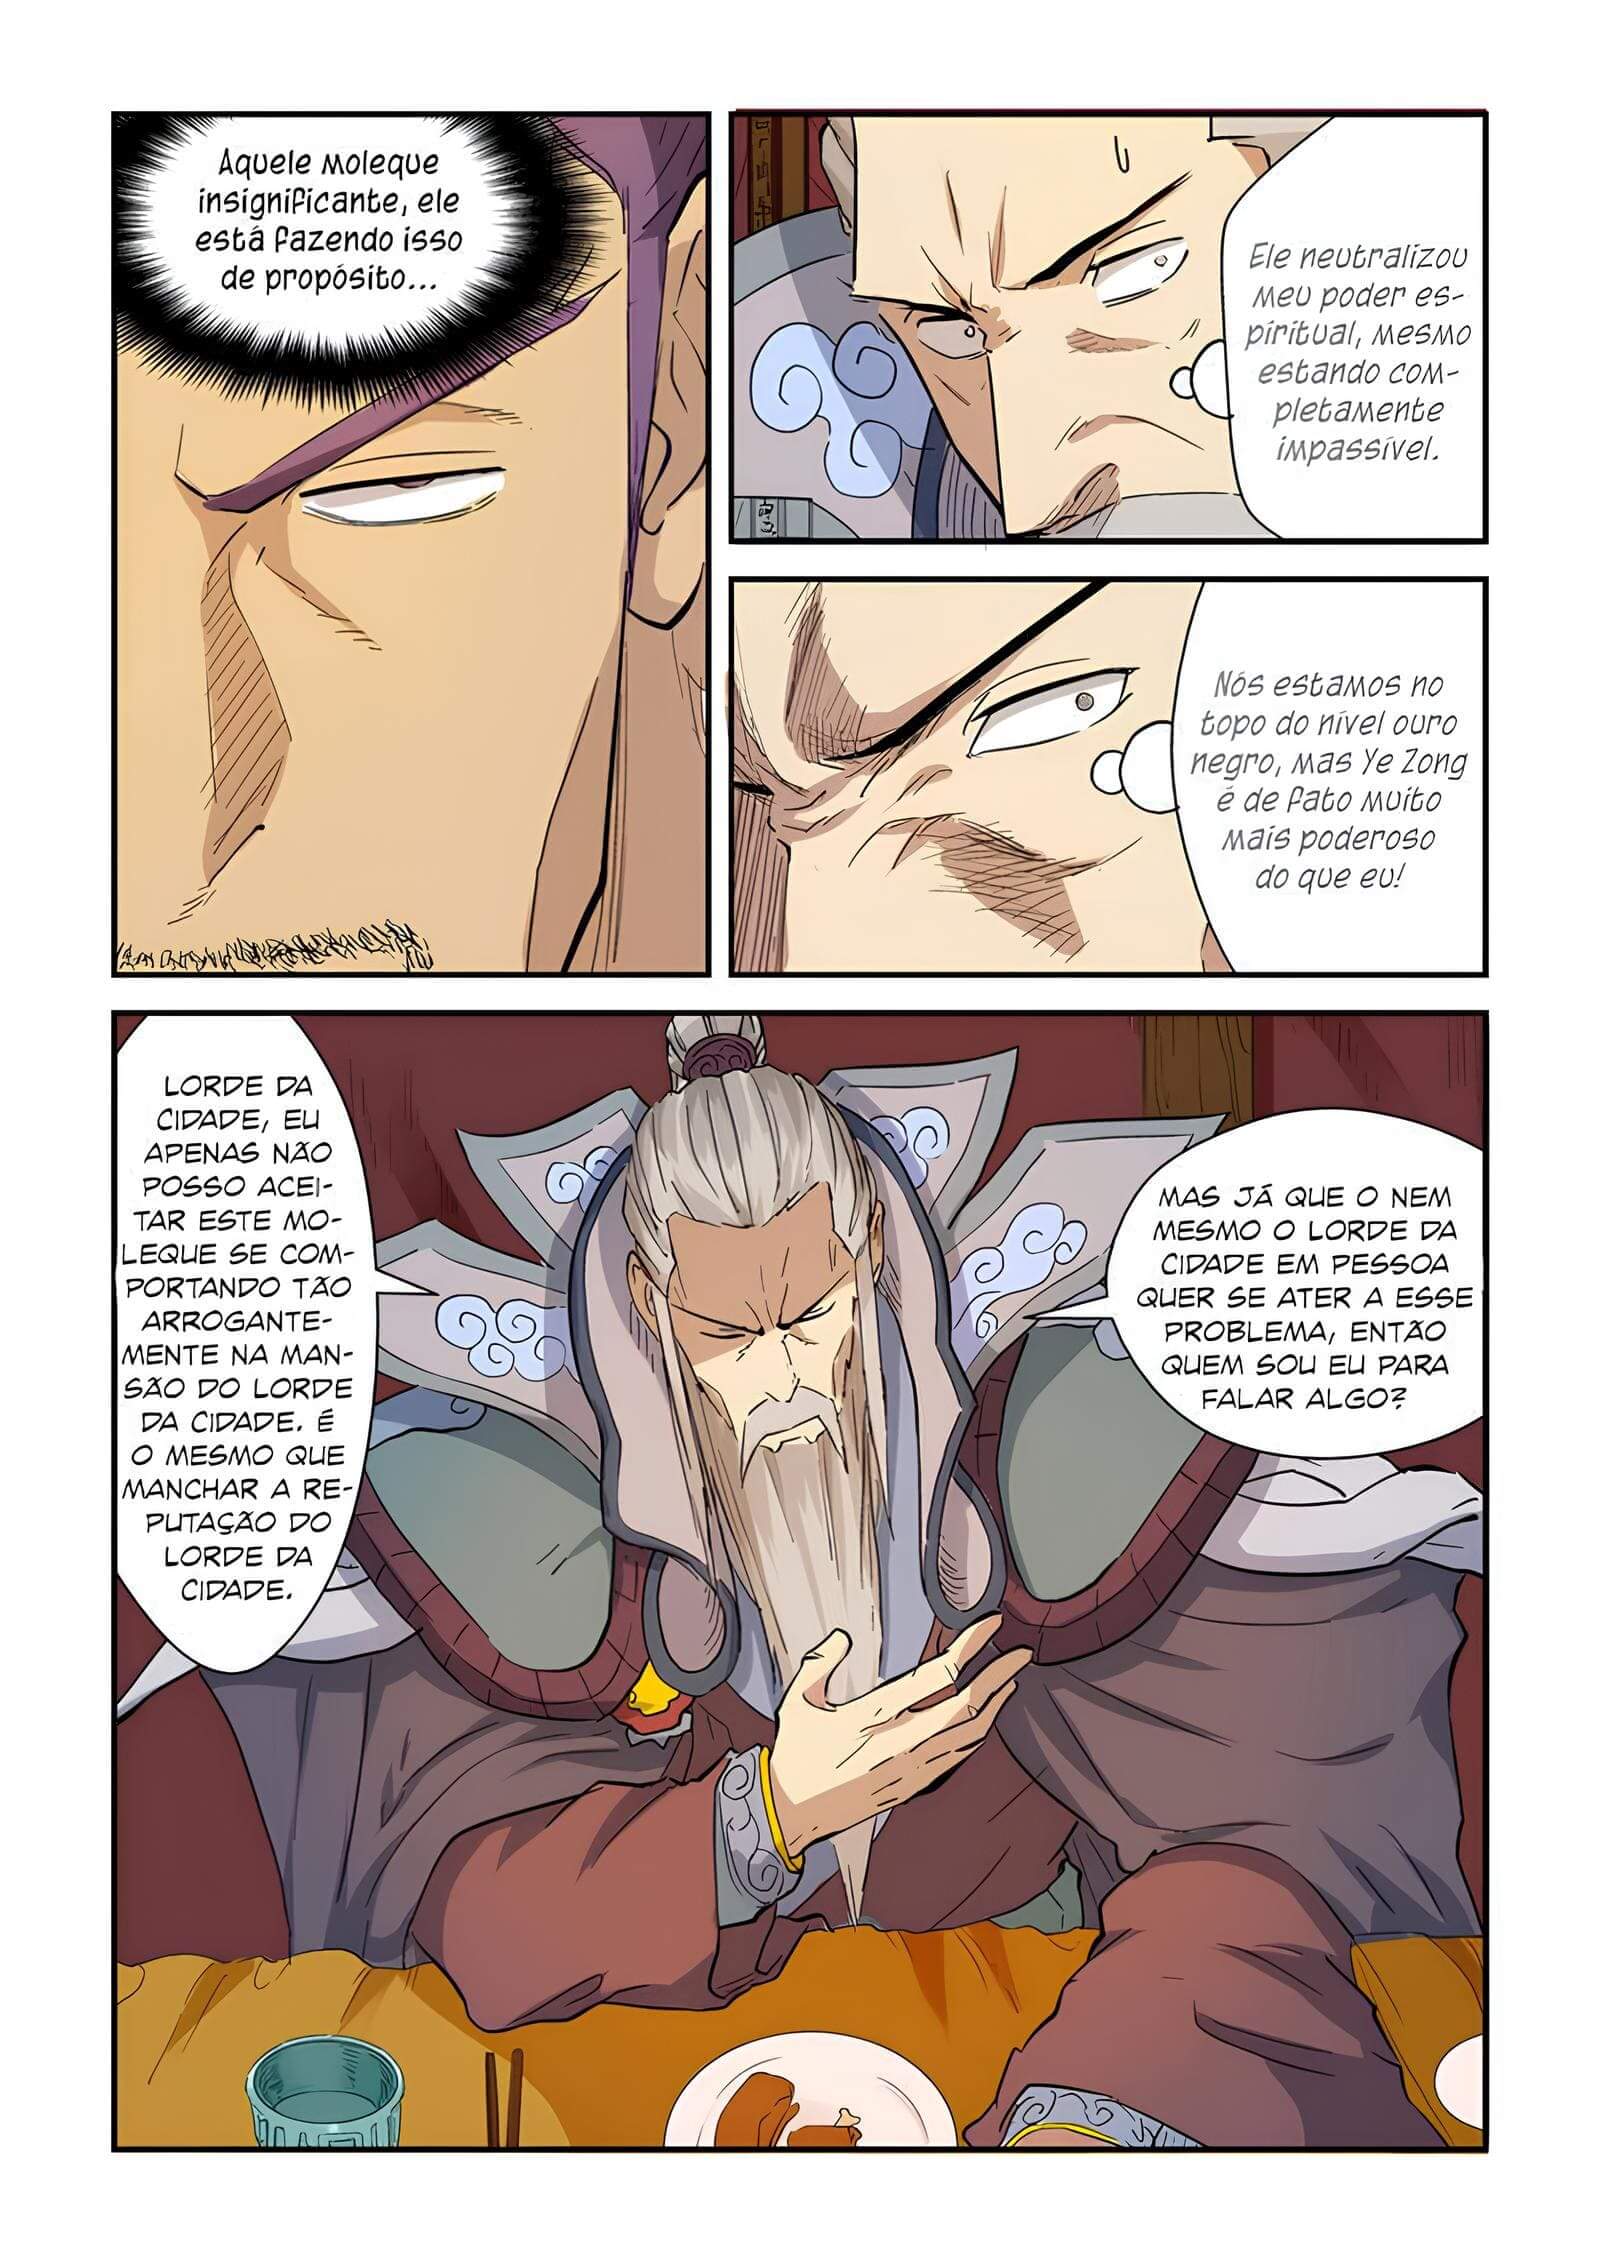 Aquele moleque
insignificante, ele
está fazendo isso
de propósito...
Ele neutralizou
meu poder es-
piritual, mesmo
estando com-
pletamente
impassível.
Nós estamos no
topo do nível ouro
negro, mas Ye Zong
é de fato muito
mais poderoso
do que eu!
LORDE DA
CIDADE, EU
APENAS NÃO
POSSO ACEI-
TAR ESTE MO-
LEQUE SE COM-
PORTANDO TÃO
ARROGANTE-
MENTE NA MAN-
SÃO DO LORDE
DA CIDADE. É
O MESMO QUE
MANCHAR A RE-
PUTAÇÃO DO
LORDE DA
CIDADE.
MAS JÁ QUE O NEM
MESMO O LORDE DA
CIDADE EM PESSOA
QUER SE ATER A ESSE
PROBLEMA, ENTÃO
QUEM SOU EU PARA
FALAR ALGO?